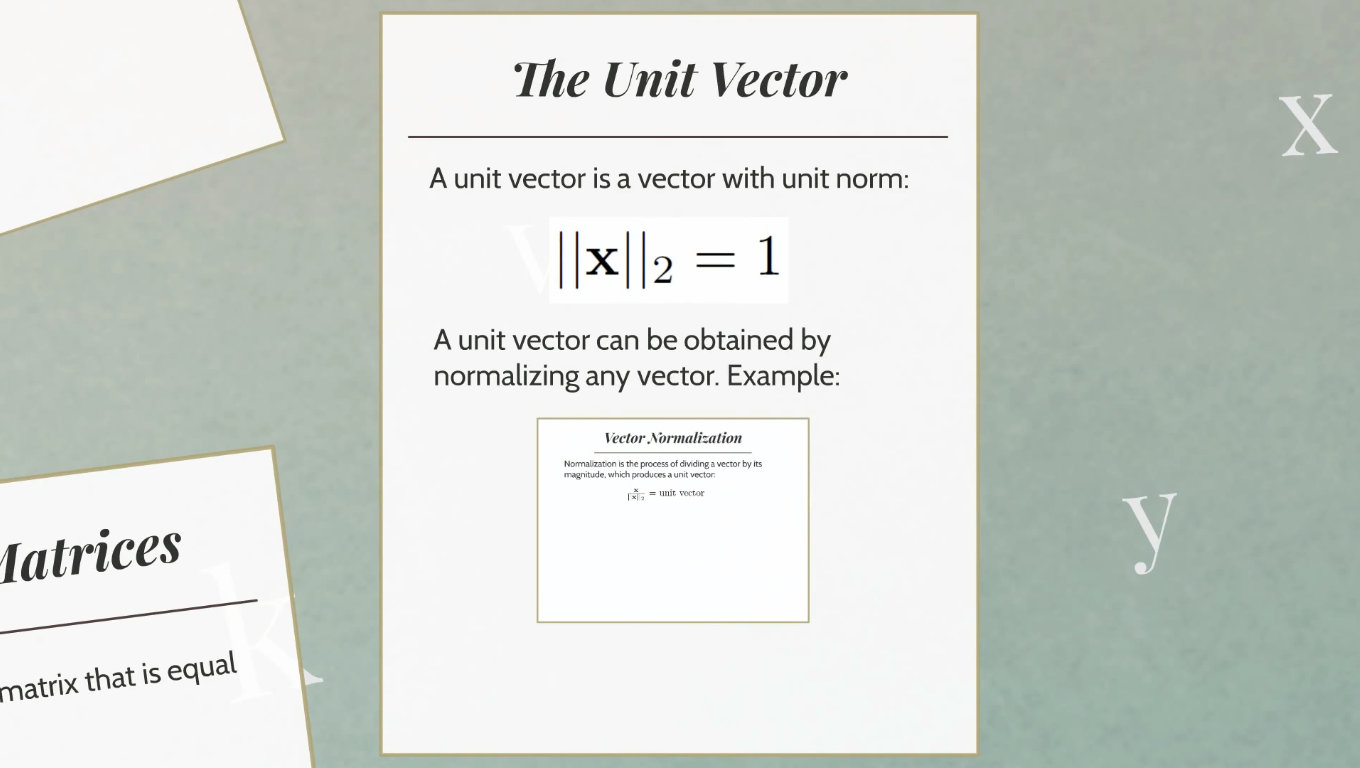 The Unit Vector
A unit vector is a vector with unit norm:
||x||₂ = 1
A unit vector can be obtained by
normalizing any vector. Example:
Vector Normalization
Normalization is the process of dividing a vector by its
magnitude, which produces a unit vector:
x/||x||₂ = unit vector
Matrices
matrix that is equal
k
x
y